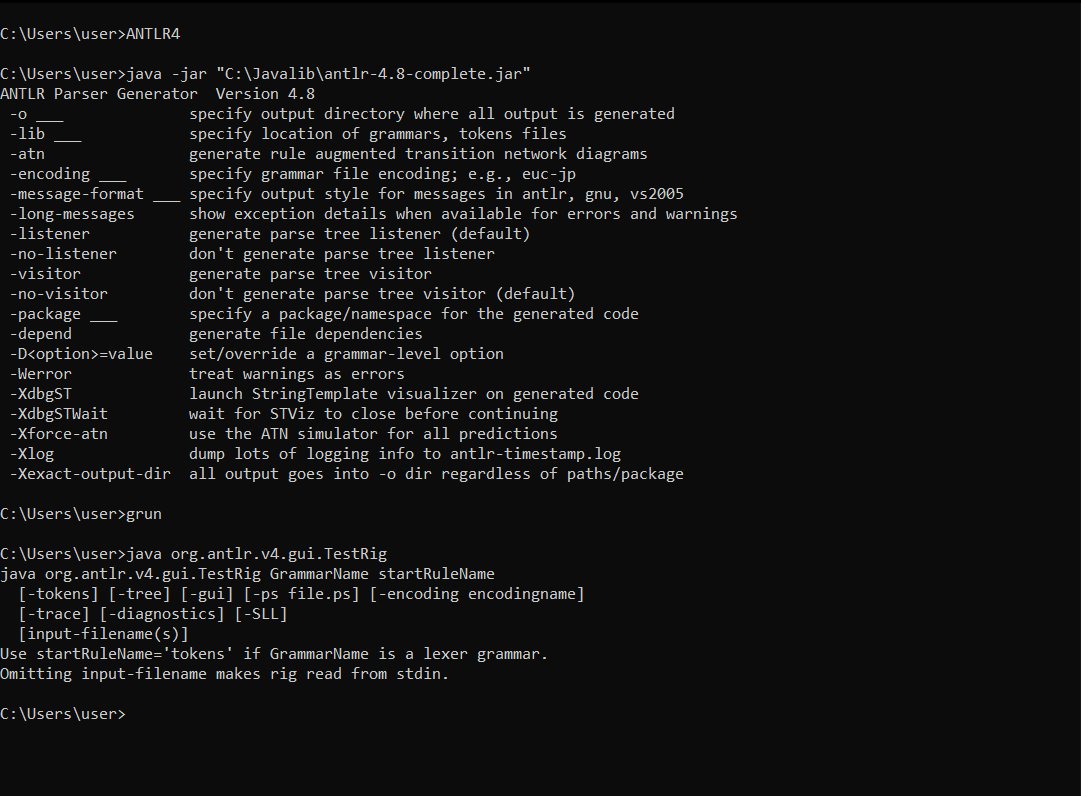 C:\Users\user>ANTLR4
C:\Users\user>java -jar "C:\Javalib\antlr-4.8-complete.jar"
ANTLR Parser Generator  Version 4.8
 -o ___              specify output directory where all output is generated
 -lib ___            specify location of grammars, tokens files
 -atn                generate rule augmented transition network diagrams
 -encoding ___       specify grammar file encoding; e.g., euc-jp
 -message-format ___ specify output style for messages in antlr, gnu, vs2005
 -long-messages      show exception details when available for errors and warnings
 -listener           generate parse tree listener (default)
 -no-listener        don't generate parse tree listener
 -visitor            generate parse tree visitor
 -no-visitor         don't generate parse tree visitor (default)
 -package ___        specify a package/namespace for the generated code
 -depend             generate file dependencies
 -D<option>=value    set/override a grammar-level option
 -Werror             treat warnings as errors
 -XdbgST             launch StringTemplate visualizer on generated code
 -XdbgSTWait         wait for STViz to close before continuing
 -Xforce-atn         use the ATN simulator for all predictions
 -Xlog               dump lots of logging info to antlr-timestamp.log
 -Xexact-output-dir  all output goes into -o dir regardless of paths/package
C:\Users\user>grun
C:\Users\user>java org.antlr.v4.gui.TestRig
java org.antlr.v4.gui.TestRig GrammarName startRuleName
  [-tokens] [-tree] [-gui] [-ps file.ps] [-encoding encodingname]
  [-trace] [-diagnostics] [-SLL]
  [input-filename(s)]
Use startRuleName='tokens' if GrammarName is a lexer grammar.
Omitting input-filename makes rig read from stdin.
C:\Users\user>